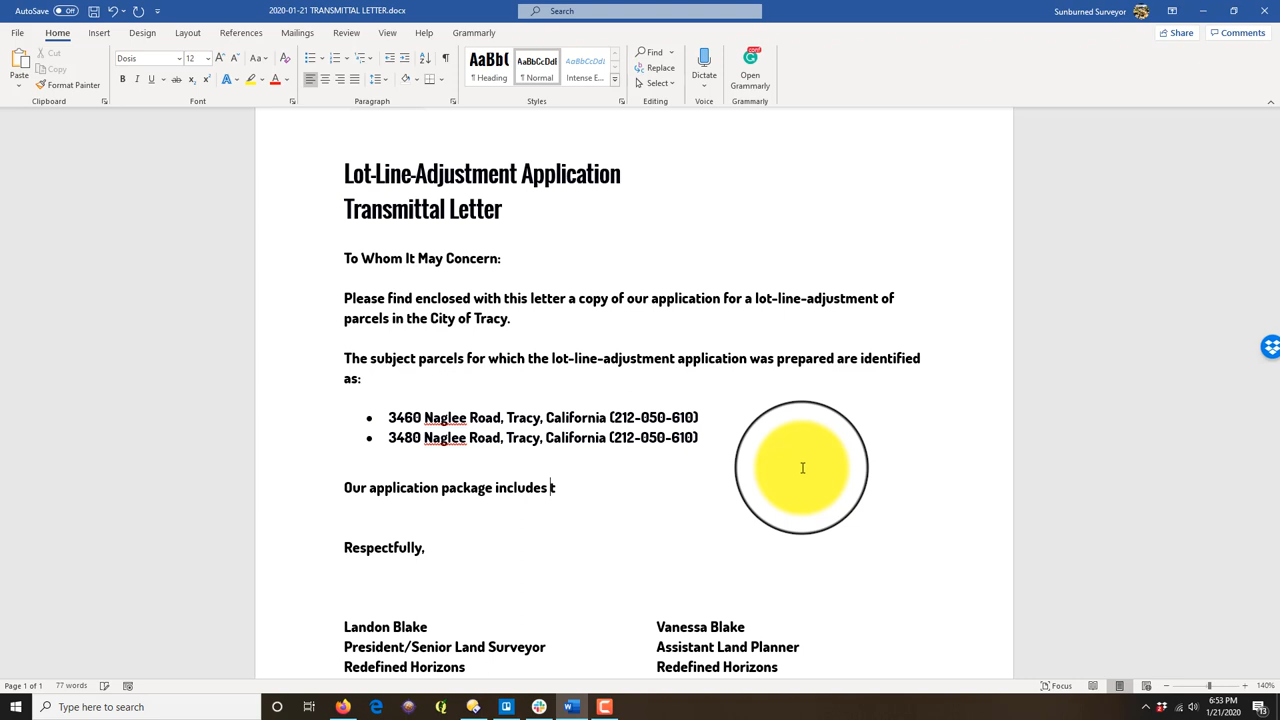 AutoSave Off 2020-01-21 TRANSMITTAL LETTER.docx Search Sunburned Surveyor
File Home Insert Design Layout References Mailings Review View Help Grammarly Share Comments
Paste Cut Copy Format Painter Clipboard
Dosis 12 Aa B I U ab x₂ x² A A Font
Paragraph
AaBb( AaBbCcDdI AaBbCcDdI
¶ Heading ¶ Normal Intense E... Styles
Find Replace Select Editing
Dictate Voice
Open Grammarly Grammarly
Lot-Line-Adjustment Application
Transmittal Letter
To Whom It May Concern:
Please find enclosed with this letter a copy of our application for a lot-line-adjustment of
parcels in the City of Tracy.
The subject parcels for which the lot-line-adjustment application was prepared are identified
as:
• 3460 Naglee Road, Tracy, California (212-050-610)
• 3480 Naglee Road, Tracy, California (212-050-610)
Our application package includes t
Respectfully,
Landon Blake Vanessa Blake
President/Senior Land Surveyor Assistant Land Planner
Redefined Horizons Redefined Horizons
Page 1 of 1 77 words Focus 140%
Type here to search 6:53 PM
1/21/2020